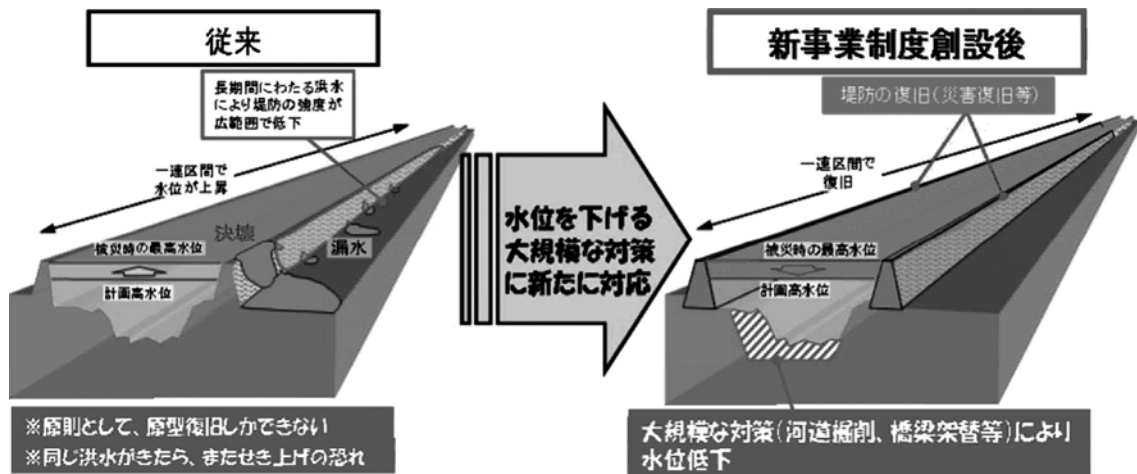 従来
長期間にわたる洪水
により堤防の強度が
広範囲で低下
一連区間で
水位が上昇
決壊
漏水
被災時の最高水位
計画高水位
※原則として、原型復旧しかできない
※同じ洪水がきたら、またせき上げの恐れ
水位を下げる
大規模な対策
に新たに対応
新事業制度創設後
堤防の復旧(災害復旧等)
一連区間で
復旧
被災時の最高水位
計画高水位
大規模な対策(河道掘削、橋梁架替等)により
水位低下